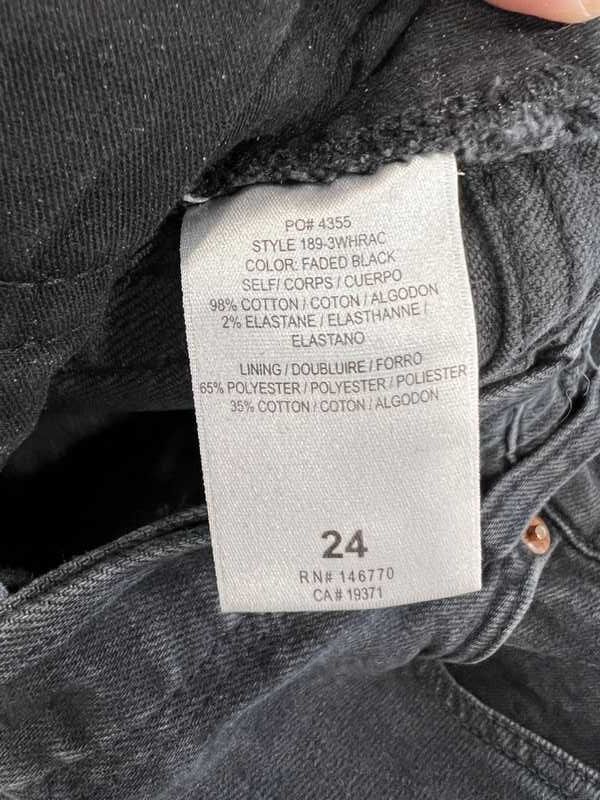 PO# 4355
STYLE 189-3WHRAC
COLOR: FADED BLACK
SELF/ CORPS / CUERPO
98% COTTON / COTON / ALGODON
2% ELASTANE / ELASTHANNE /
ELASTANO
LINING / DOUBLUIRE / FORRO
65% POLYESTER / POLYESTER / POLIESTER
35% COTTON / COTON / ALGODON
24
RN# 146770
CA # 19371